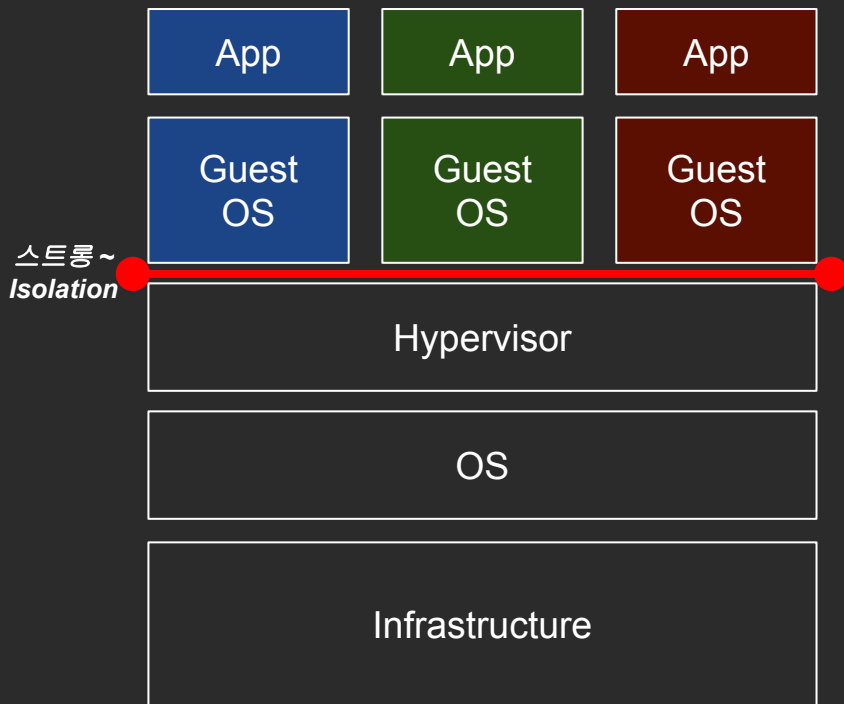 App
App
App
Guest
OS
Guest
OS
Guest
OS
스트롱 ~
Isolation
Hypervisor
OS
Infrastructure